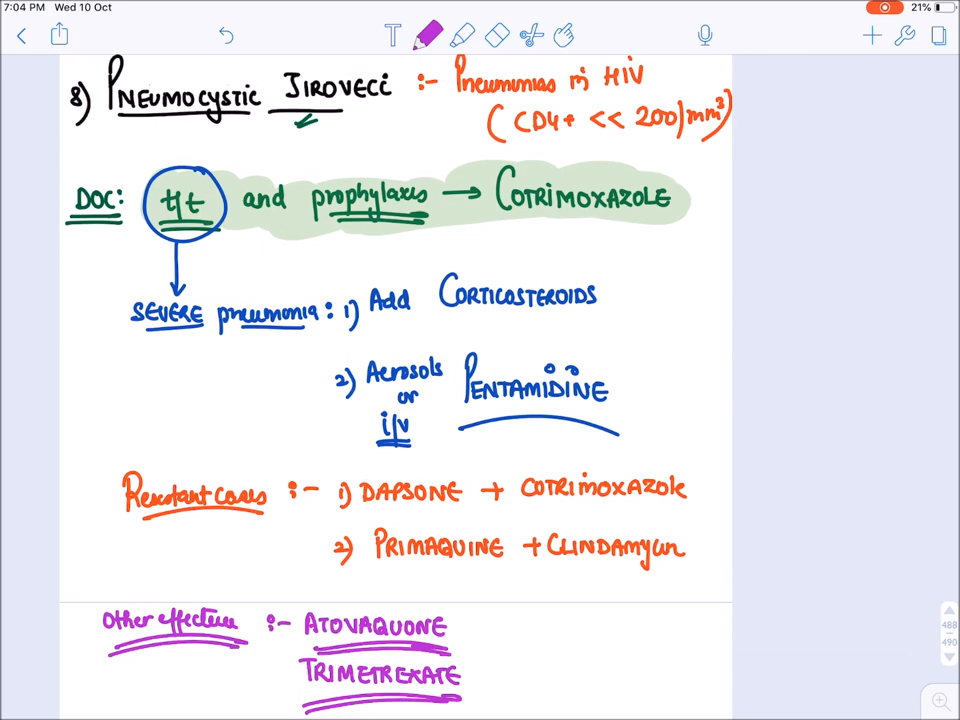 7:04 PM Wed 10 Oct
21%
8) PNEUMOCYSTIC JIROVECI :- Pneumonias in HIV
(CD4+ << 200/mm³)
DOC: t/t and prophylaxis → COTRIMOXAZOLE
SEVERE pneumonia : 1) Add CORTICOSTEROIDS
2) Aerosols or i/v PENTAMIDINE
Resistant cases :- 1) DAPSONE + COTRIMOXAZOLE
2) PRIMAQUINE + CLINDAMYCIN
Other effective :- ATOVAQUONE
TRIMETREXATE
488
490